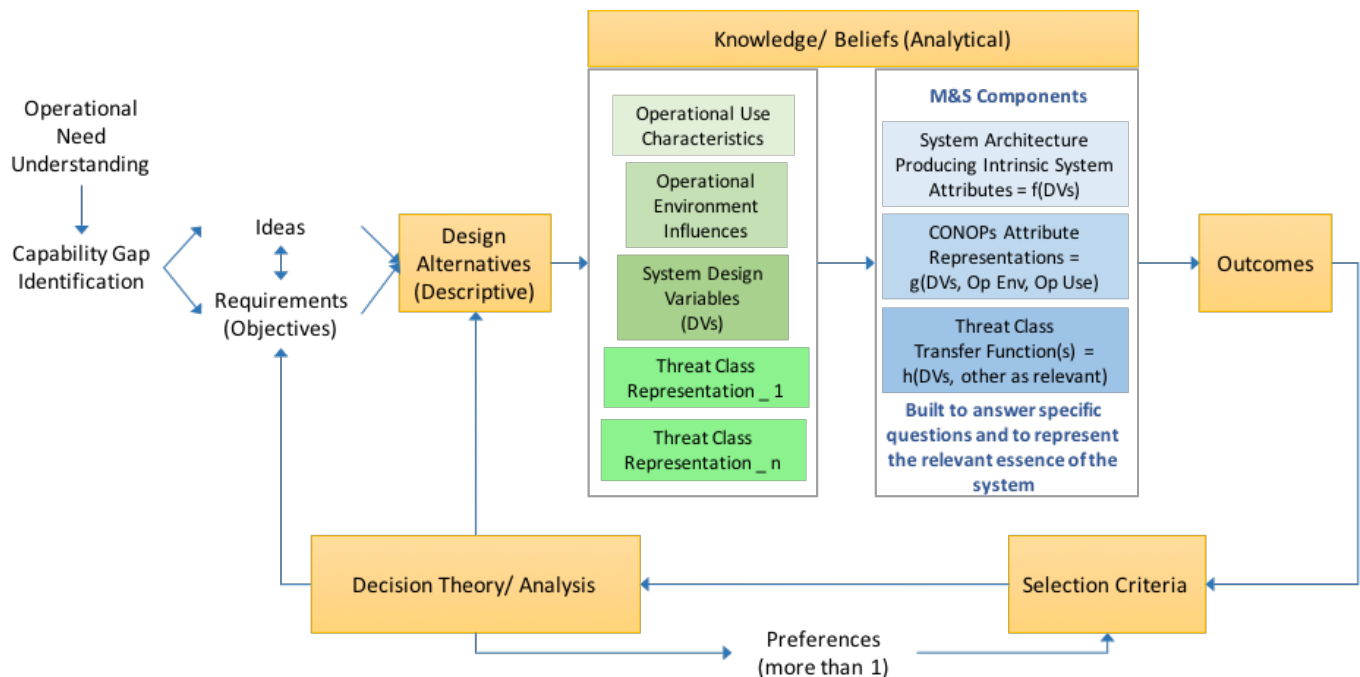 Knowledge/ Beliefs (Analytical)
Operational
Need
Understanding
Capability Gap
Identification
Ideas
Requirements
(Objectives)
Design
Alternatives
(Descriptive)
Operational Use
Characteristics
Operational
Environment
Influences
System Design
Variables
(DVs)
Threat Class
Representation _ 1
Threat Class
Representation _ n
M&S Components
System Architecture
Producing Intrinsic System
Attributes = f(DVs)
CONOPs Attribute
Representations =
g(DVs, Op Env, Op Use)
Threat Class
Transfer Function(s) =
h(DVs, other as relevant)
Built to answer specific
questions and to represent
the relevant essence of the
system
Outcomes
Decision Theory/ Analysis
Selection Criteria
Preferences
(more than 1)